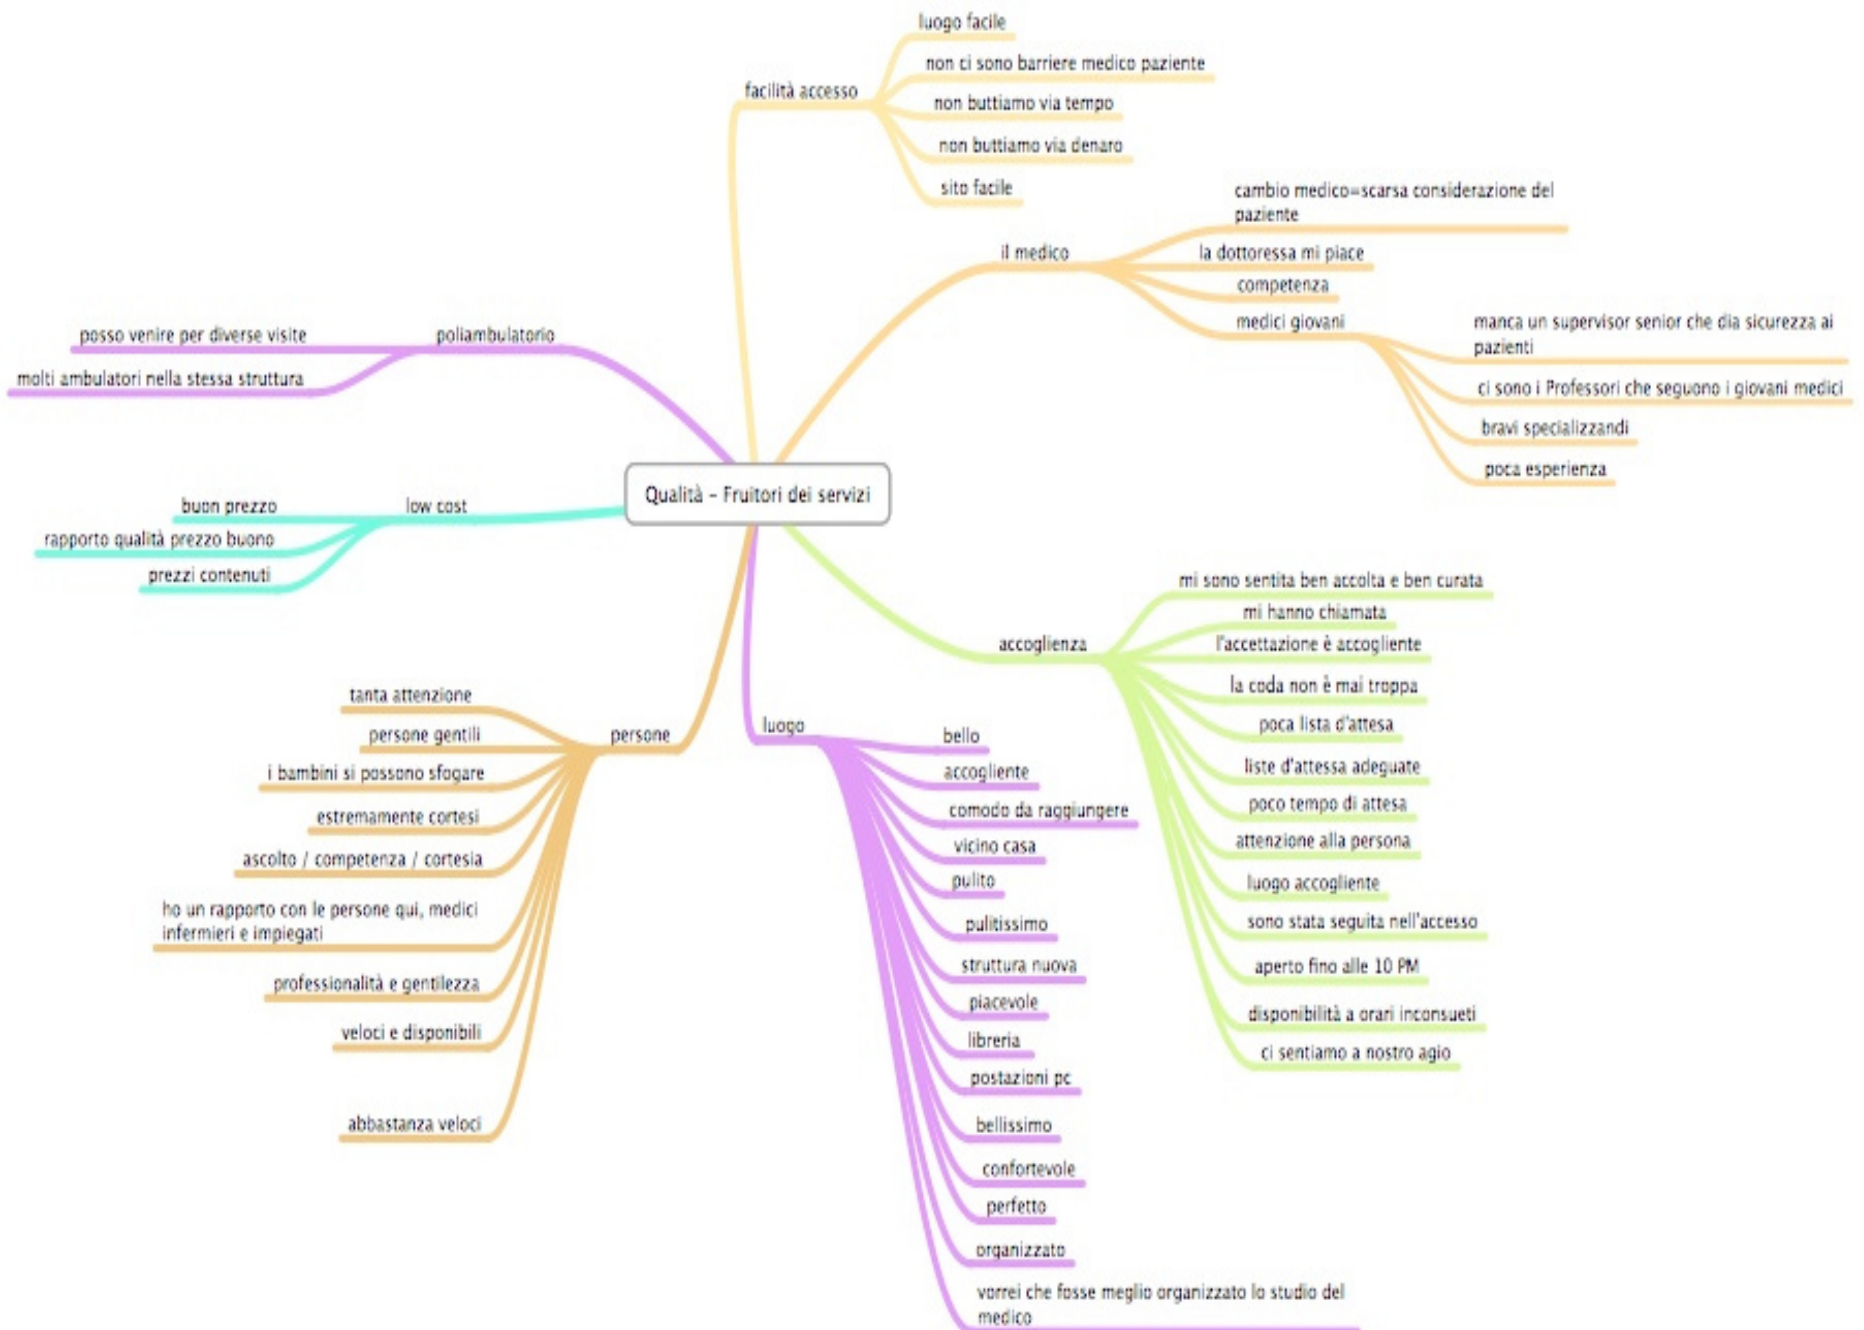 luogo facile
non ci sono barriere medico paziente
facilità accesso
non buttiamo via tempo
non buttiamo via denaro
sito facile
cambio medico=scarsa considerazione del
paziente
il medico
la dottoressa mi piace
competenza
medici giovani
manca un supervisor senior che dia sicurezza ai
pazienti
ci sono i Professori che seguono i giovani medici
bravi specializzandi
poca esperienza
posso venire per diverse visite
poliambulatorio
molti ambulatori nella stessa struttura
Qualità - Fruitori dei servizi
buon prezzo
low cost
rapporto qualità prezzo buono
prezzi contenuti
mi sono sentita ben accolta e ben curata
mi hanno chiamata
accoglienza
l'accettazione è accogliente
la coda non è mai troppa
poca lista d'attesa
liste d'attessa adeguate
poco tempo di attesa
attenzione alla persona
luogo accogliente
sono stata seguita nell'accesso
aperto fino alle 10 PM
disponibilità a orari inconsueti
ci sentiamo a nostro agio
tanta attenzione
persone gentili
persone
i bambini si possono sfogare
estremamente cortesi
ascolto / competenza / cortesia
ho un rapporto con le persone qui, medici
infermieri e impiegati
professionalità e gentilezza
veloci e disponibili
abbastanza veloci
luogo
bello
accogliente
comodo da raggiungere
vicino casa
pulito
pulitissimo
struttura nuova
piacevole
libreria
postazioni pc
bellissimo
confortevole
perfetto
organizzato
vorrei che fosse meglio organizzato lo studio del
medico